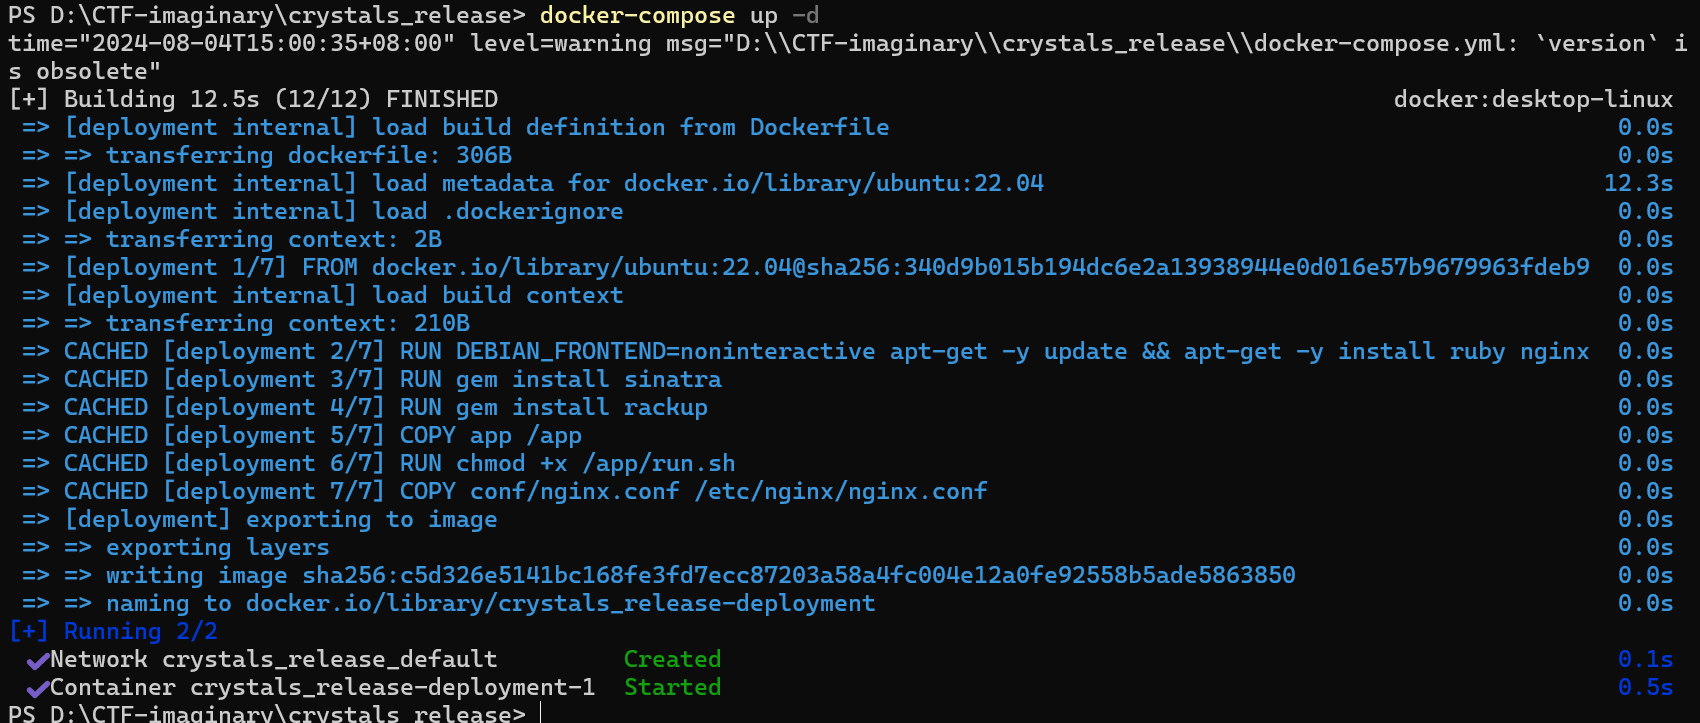 PS D:\CTF-imaginary\crystals_release> docker-compose up -d
time="2024-08-04T15:00:35+08:00" level=warning msg="D:\\CTF-imaginary\\crystals_release\\docker-compose.yml: `version` i
s obsolete"
[+] Building 12.5s (12/12) FINISHED docker:desktop-linux
=> [deployment internal] load build definition from Dockerfile 0.0s
=> => transferring dockerfile: 306B 0.0s
=> [deployment internal] load metadata for docker.io/library/ubuntu:22.04 12.3s
=> [deployment internal] load .dockerignore 0.0s
=> => transferring context: 2B 0.0s
=> [deployment 1/7] FROM docker.io/library/ubuntu:22.04@sha256:340d9b015b194dc6e2a13938944e0d016e57b9679963fdeb9 0.0s
=> [deployment internal] load build context 0.0s
=> => transferring context: 210B 0.0s
=> CACHED [deployment 2/7] RUN DEBIAN_FRONTEND=noninteractive apt-get -y update && apt-get -y install ruby nginx 0.0s
=> CACHED [deployment 3/7] RUN gem install sinatra 0.0s
=> CACHED [deployment 4/7] RUN gem install rackup 0.0s
=> CACHED [deployment 5/7] COPY app /app 0.0s
=> CACHED [deployment 6/7] RUN chmod +x /app/run.sh 0.0s
=> CACHED [deployment 7/7] COPY conf/nginx.conf /etc/nginx/nginx.conf 0.0s
=> [deployment] exporting to image 0.0s
=> => exporting layers 0.0s
=> => writing image sha256:c5d326e5141bc168fe3fd7ecc87203a58a4fc004e12a0fe92558b5ade5863850 0.0s
=> => naming to docker.io/library/crystals_release-deployment 0.0s
[+] Running 2/2
✔Network crystals_release_default Created 0.1s
✔Container crystals_release-deployment-1 Started 0.5s
PS D:\CTF-imaginary\crystals_release>